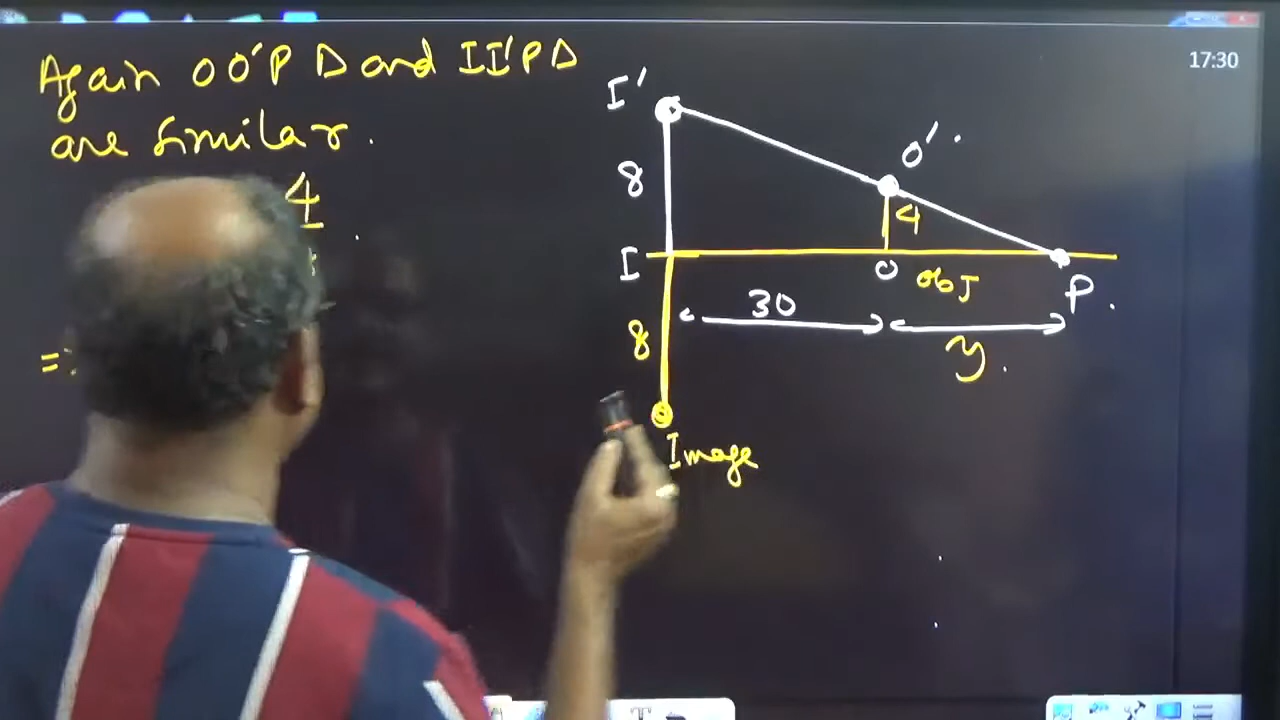 Again OO'P Δ and II'P Δ
are similar.
4
=>
17:30
I'
8
O'
4
I
O
obj
P.
30
y.
8
Image